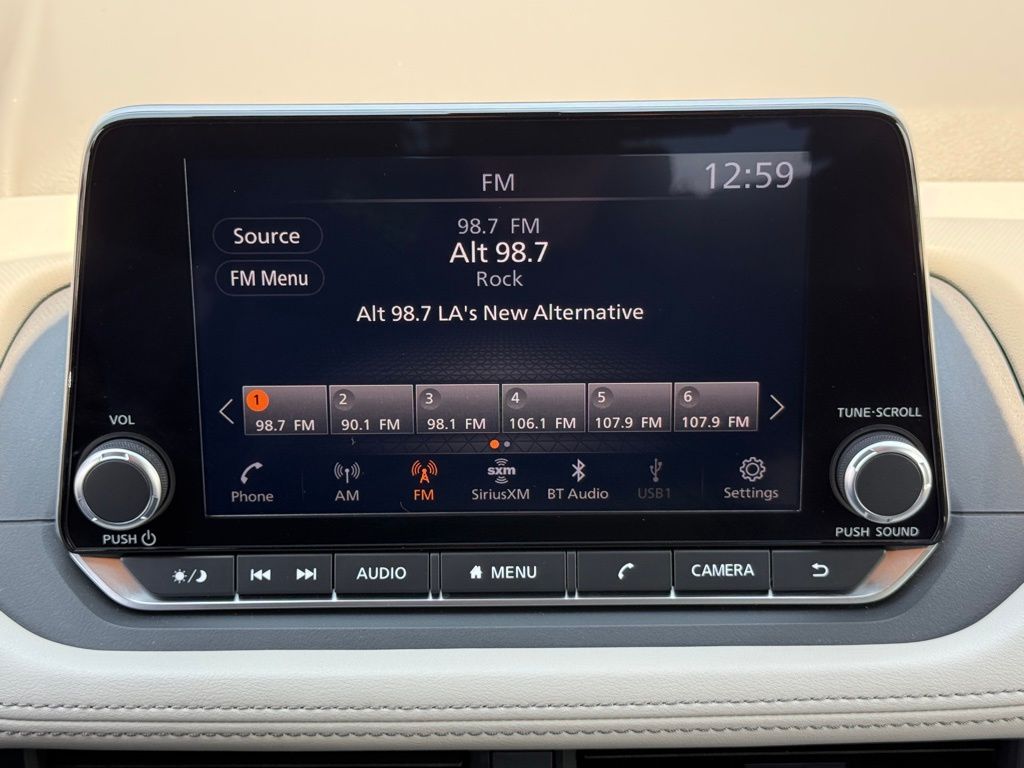 FM
12:59
Source
98.7 FM
Alt 98.7
FM Menu
Rock
Alt 98.7 LA's New Alternative
1 2 3 4 5 6
98.7 FM 90.1 FM 98.1 FM 106.1 FM 107.9 FM 107.9 FM
VOL
TUNE·SCROLL
sxm
Phone AM FM SiriusXM BT Audio USB1 Settings
PUSH
PUSH SOUND
AUDIO MENU CAMERA